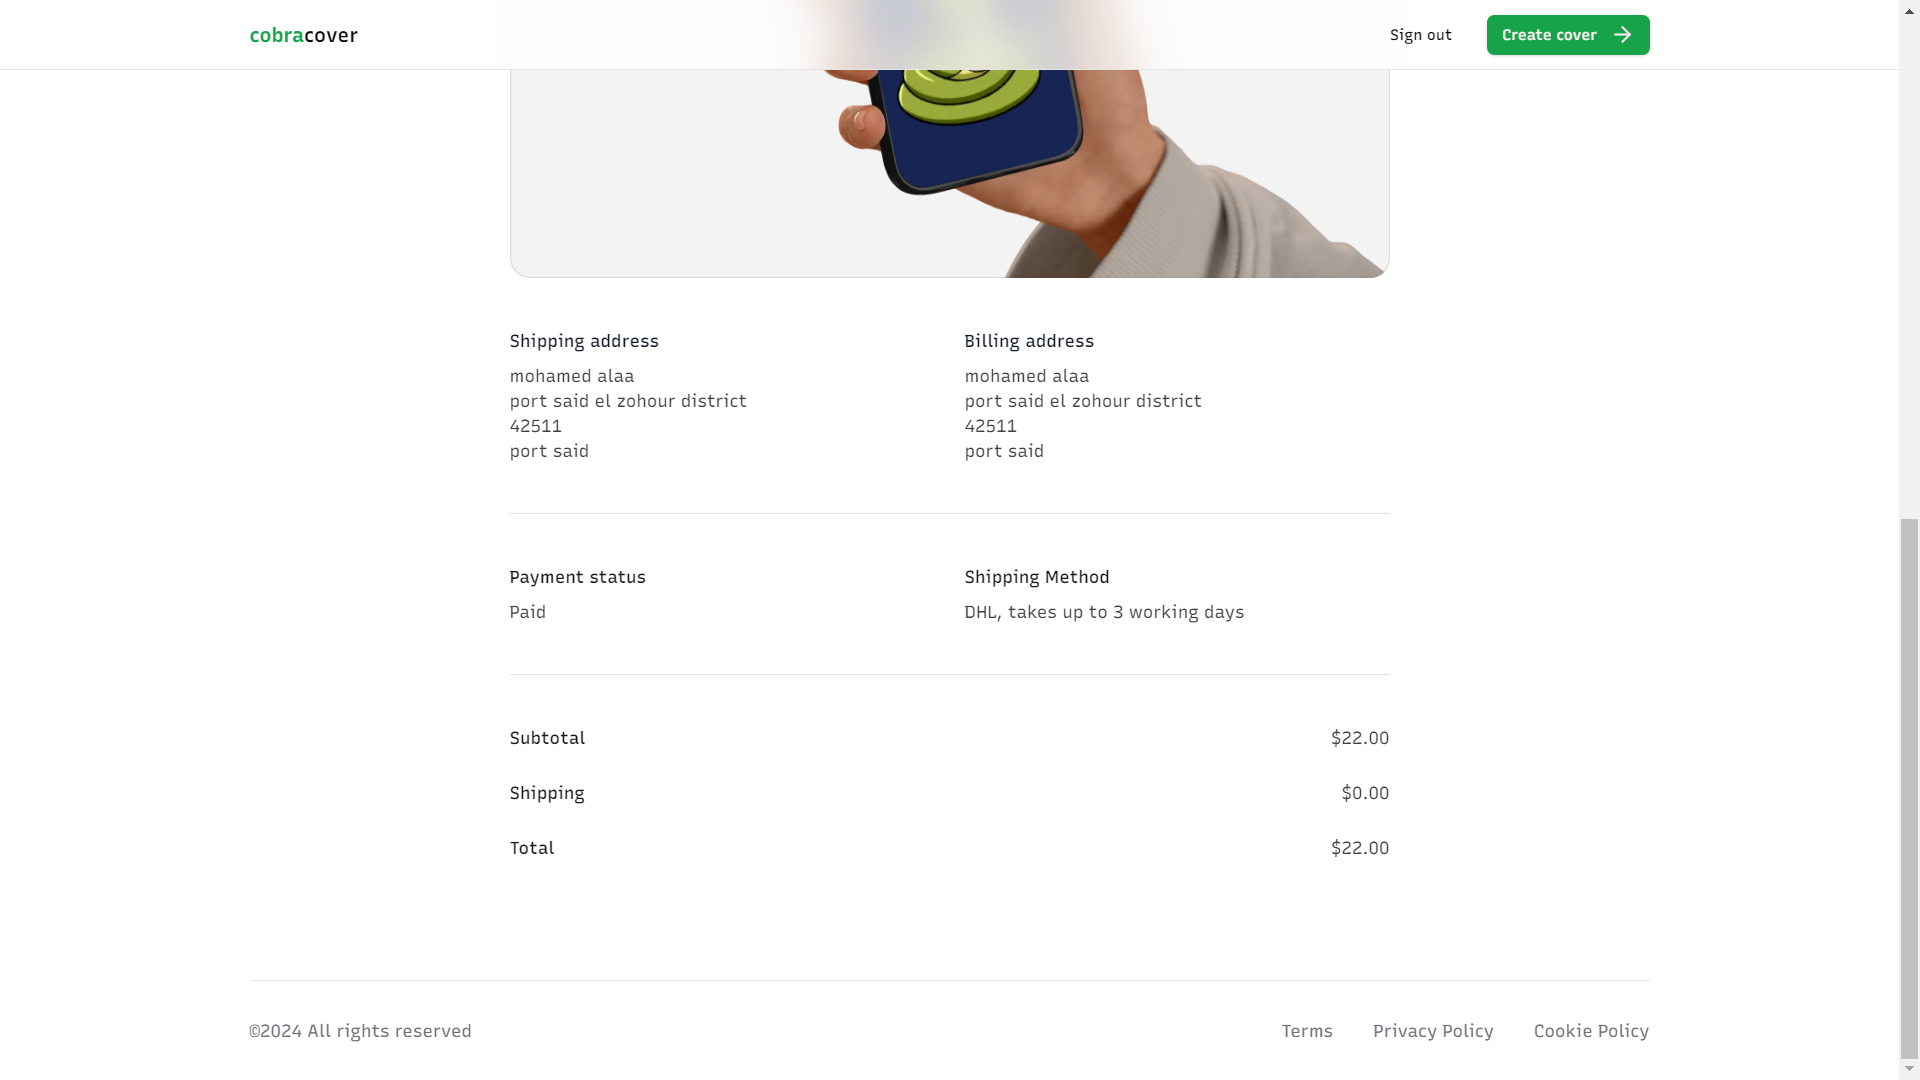 cobracover
Sign out
Create cover
Shipping address
mohamed alaa
port said el zohour district
42511
port said
Billing address
mohamed alaa
port said el zohour district
42511
port said
Payment status
Paid
Shipping Method
DHL, takes up to 3 working days
Subtotal $22.00
Shipping $0.00
Total $22.00
©2024 All rights reserved
Terms
Privacy Policy
Cookie Policy